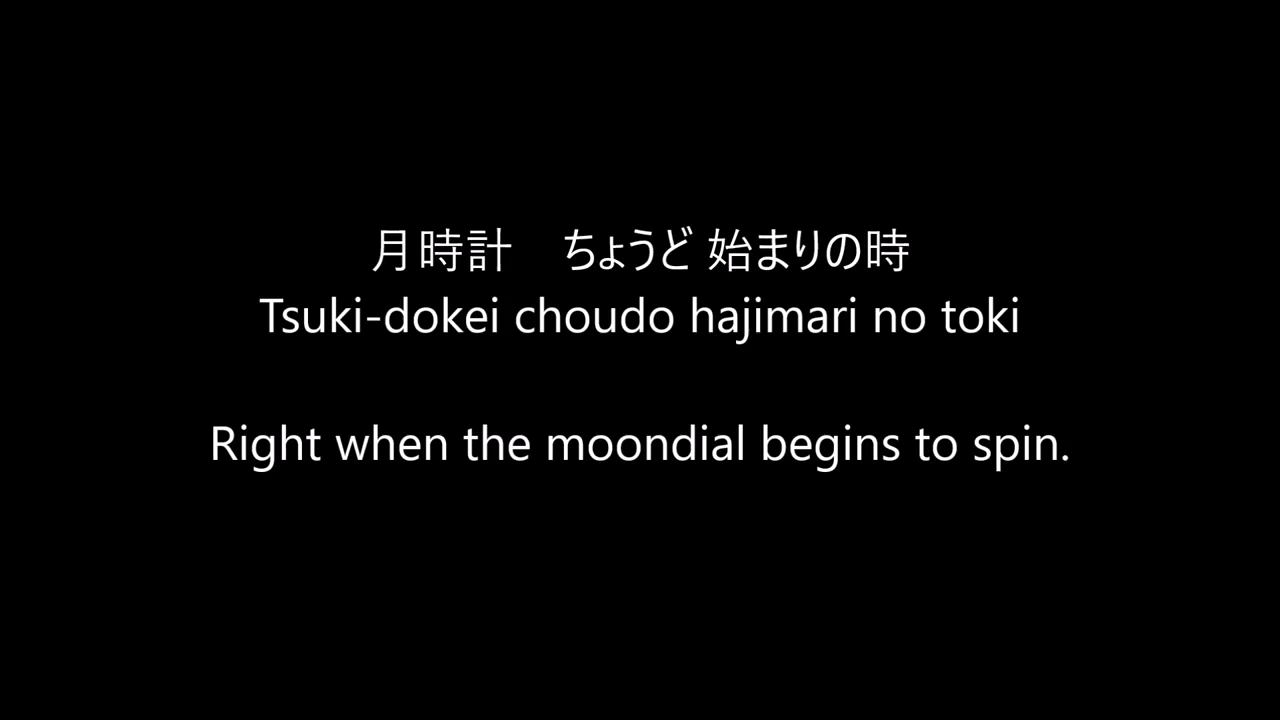 月時計　ちょうど 始まりの時
Tsuki-dokei choudo hajimari no toki
Right when the moondial begins to spin.